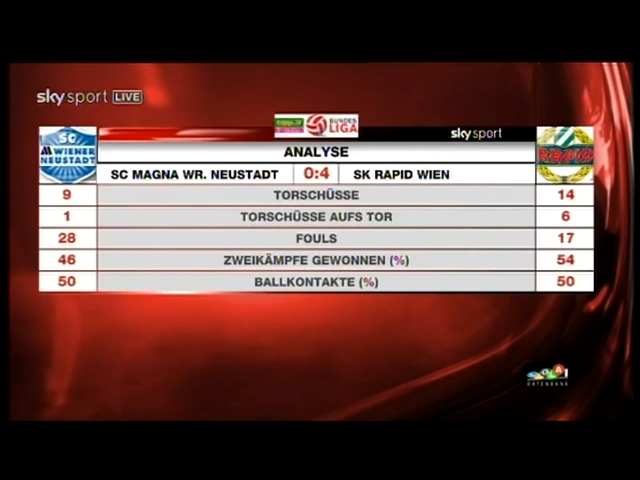 sky sport LIVE
BUNDES
LIGA
sky sport
SC
WIENER
NEUSTADT
RAPID
ANALYSE
SC MAGNA WR. NEUSTADT 0:4 SK RAPID WIEN
9 TORSCHÜSSE 14
1 TORSCHÜSSE AUFS TOR 6
28 FOULS 17
46 ZWEIKÄMPFE GEWONNEN (%) 54
50 BALLKONTAKTE (%) 50
DATENBANK